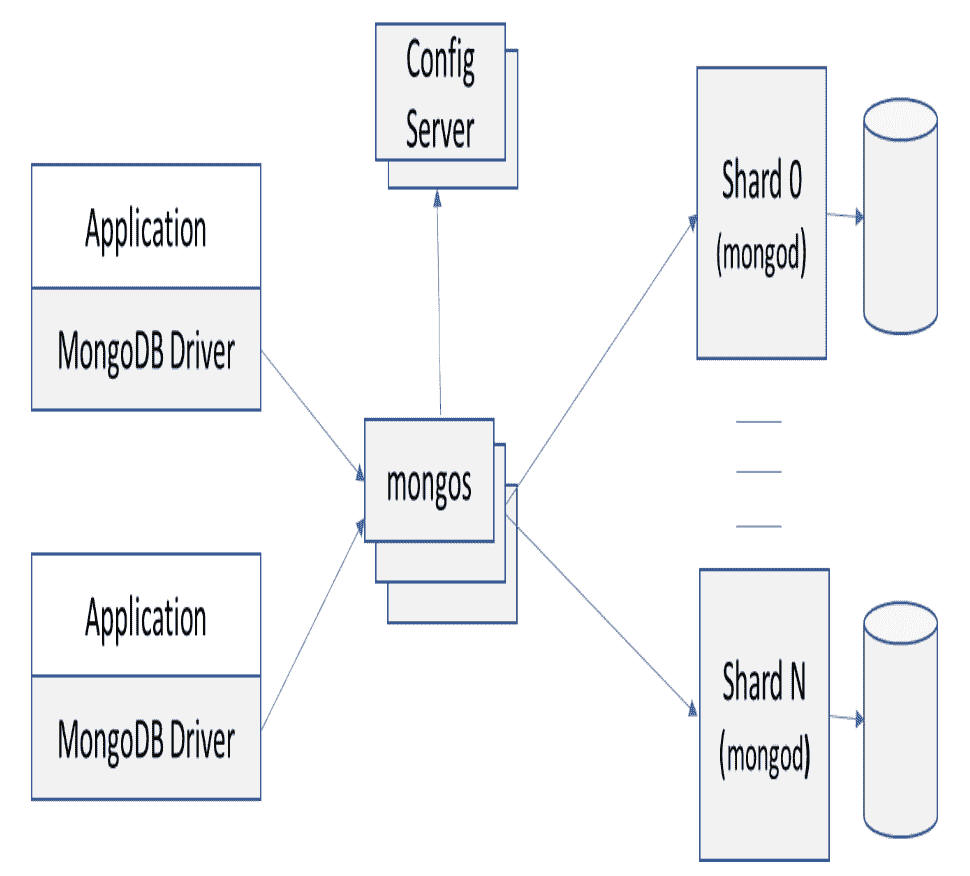 Config
Server
Application
MongoDB Driver
mongos
Application
MongoDB Driver
Shard 0
(mongod)
Shard N
(mongod)